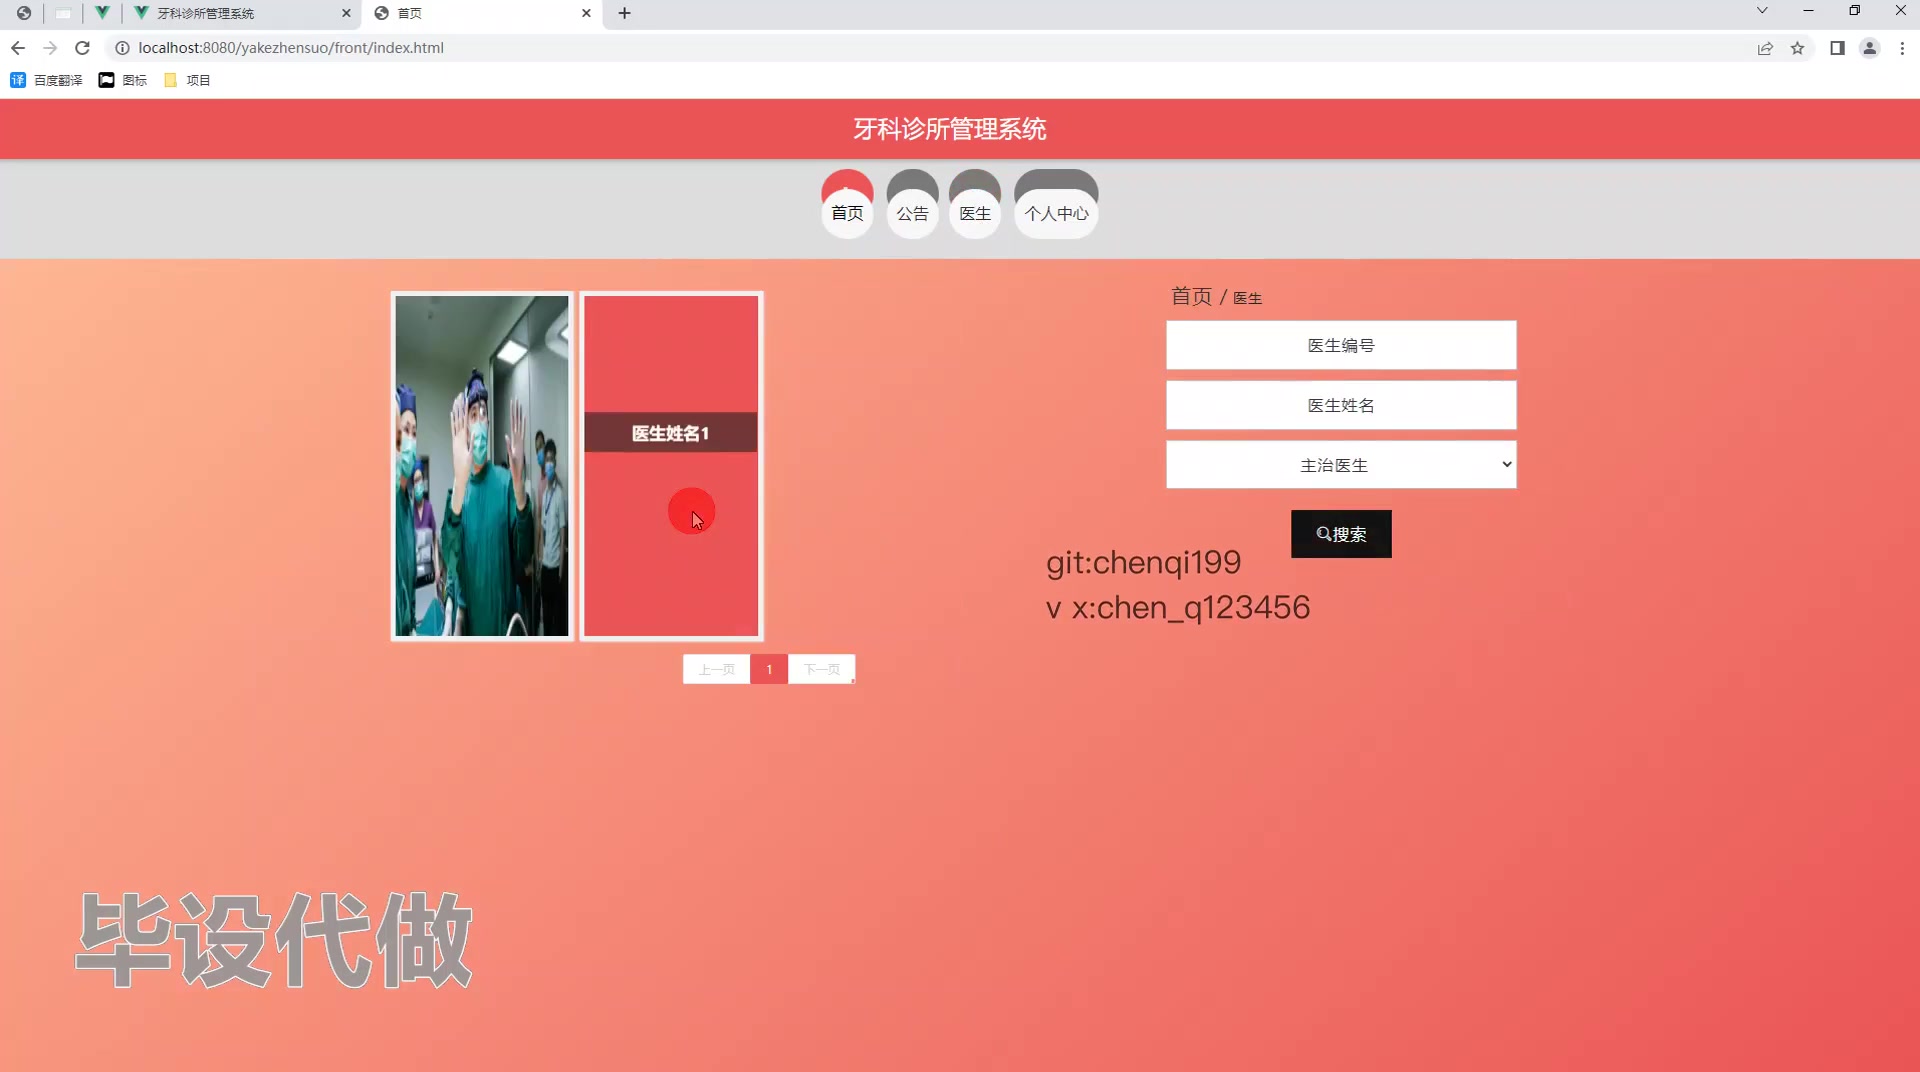 牙科诊所管理系统
首页
localhost:8080/yakezhensuo/front/index.html
译 百度翻译 图标 项目
牙科诊所管理系统
首页 公告 医生 个人中心
首页 / 医生
医生编号
医生姓名
主治医生
搜索
医生姓名1
git:chenqi199
v x:chen_q123456
上一页 1 下一页
毕设代做